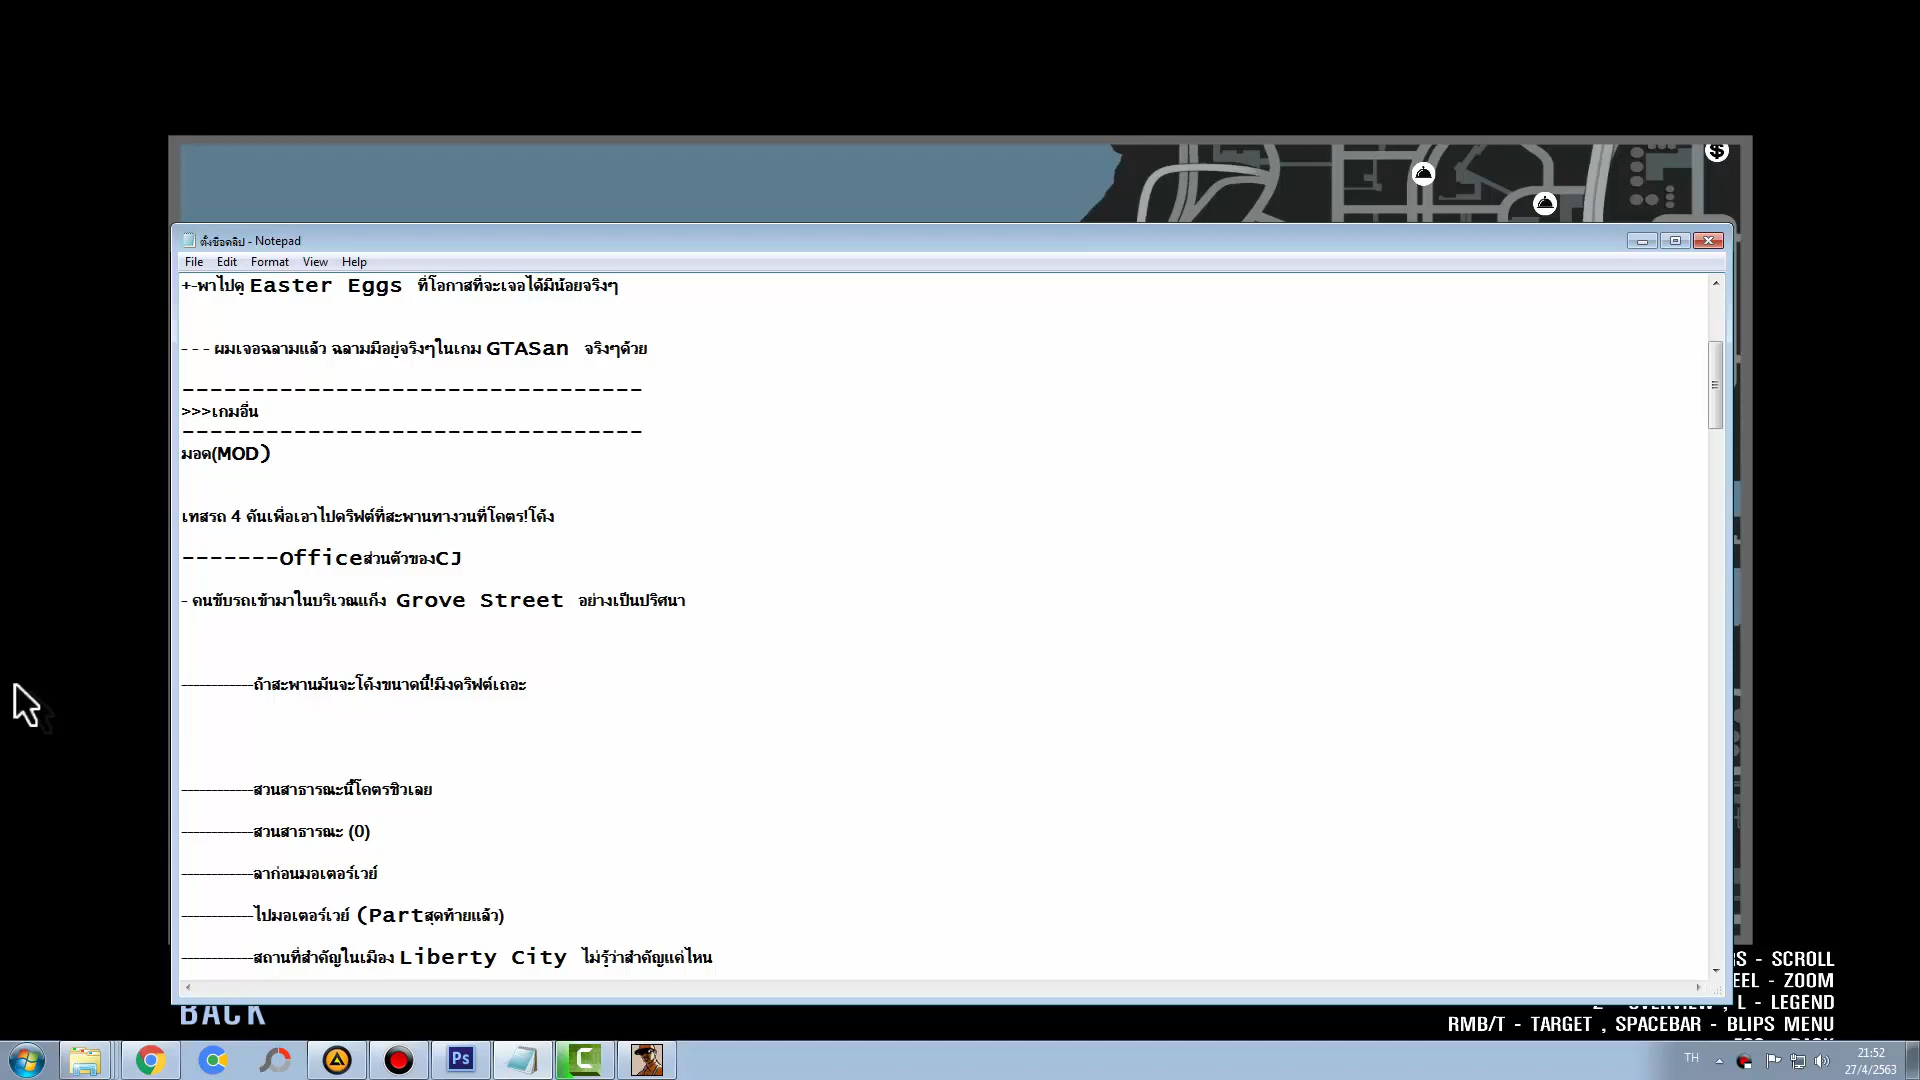 ตั้งชื่อคลิป - Notepad
File Edit Format View Help
+-พาไปดู Easter Eggs ที่โอกาสที่จะเจอได้มีน้อยจริงๆ
- - - ผมเจอฉลามแล้ว ฉลามมีอยู่จริงๆในเกม GTASan จริงๆด้วย
---------------------------------
>>>เกมอื่น
---------------------------------
มอด(MOD)
เทสรถ 4 คันเพื่อเอาไปดริฟต์ที่สะพานทางวนที่โคตร!โค้ง
-------Officeส่วนตัวของCJ
- คนขับรถเข้ามาในบริเวณแก็ง Grove Street อย่างเป็นปริศนา
------------ถ้าสะพานมันจะโค้งขนาดนี้!มึงดริฟต์เถอะ
------------สวนสาธารณะนี้โคตรชิวเลย
------------สวนสาธารณะ (0)
------------ลาก่อนมอเตอร์เวย์
------------ไปมอเตอร์เวย์ (Partสุดท้ายแล้ว)
------------สถานที่สำคัญในเมือง Liberty City ไม่รู้ว่าสำคัญแค่ไหน
- SCROLL
- ZOOM
L - LEGEND
BACK
RMB/T - TARGET , SPACEBAR - BLIPS MENU
Ps
TH
21:52
27/4/2563